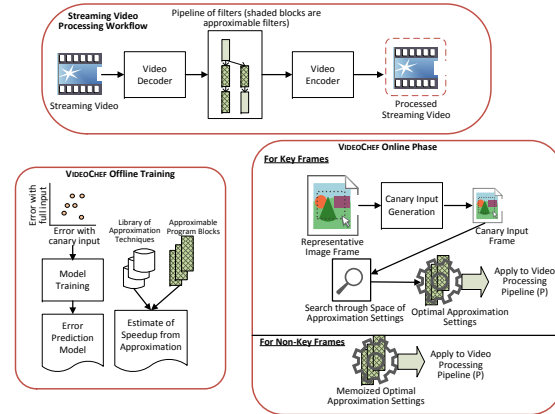 Streaming Video
Processing Workflow
Pipeline of filters (shaded blocks are
approximable filters)
Streaming Video
Video
Decoder
Video
Encoder
Processed
Streaming Video
VIDEOCHEF Offline Training
Error with
full input
Error with
canary input
Library of
Approximation
Techniques
Approximable
Program Blocks
Model
Training
Error
Prediction
Model
Estimate of
Speedup from
Approximation
VIDEOCHEF Online Phase
For Key Frames
Representative
Image Frame
Canary Input
Generation
Canary Input
Frame
Search through Space of
Approximation Settings
Optimal Approximation
Settings
Apply to Video
Processing
Pipeline (P)
For Non-Key Frames
Memoized Optimal
Approximation Settings
Apply to Video
Processing
Pipeline (P)